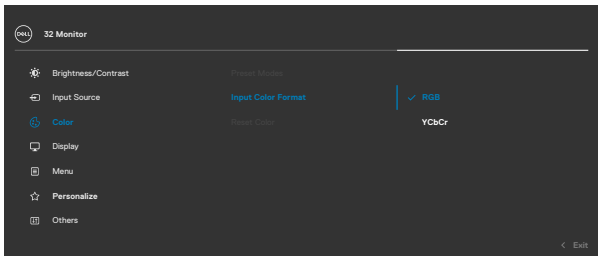 DELL
32 Monitor
Brightness/Contrast
Preset Modes
Input Source
Input Color Format
RGB
Color
Reset Color
YCbCr
Display
Menu
Personalize
Others
Exit